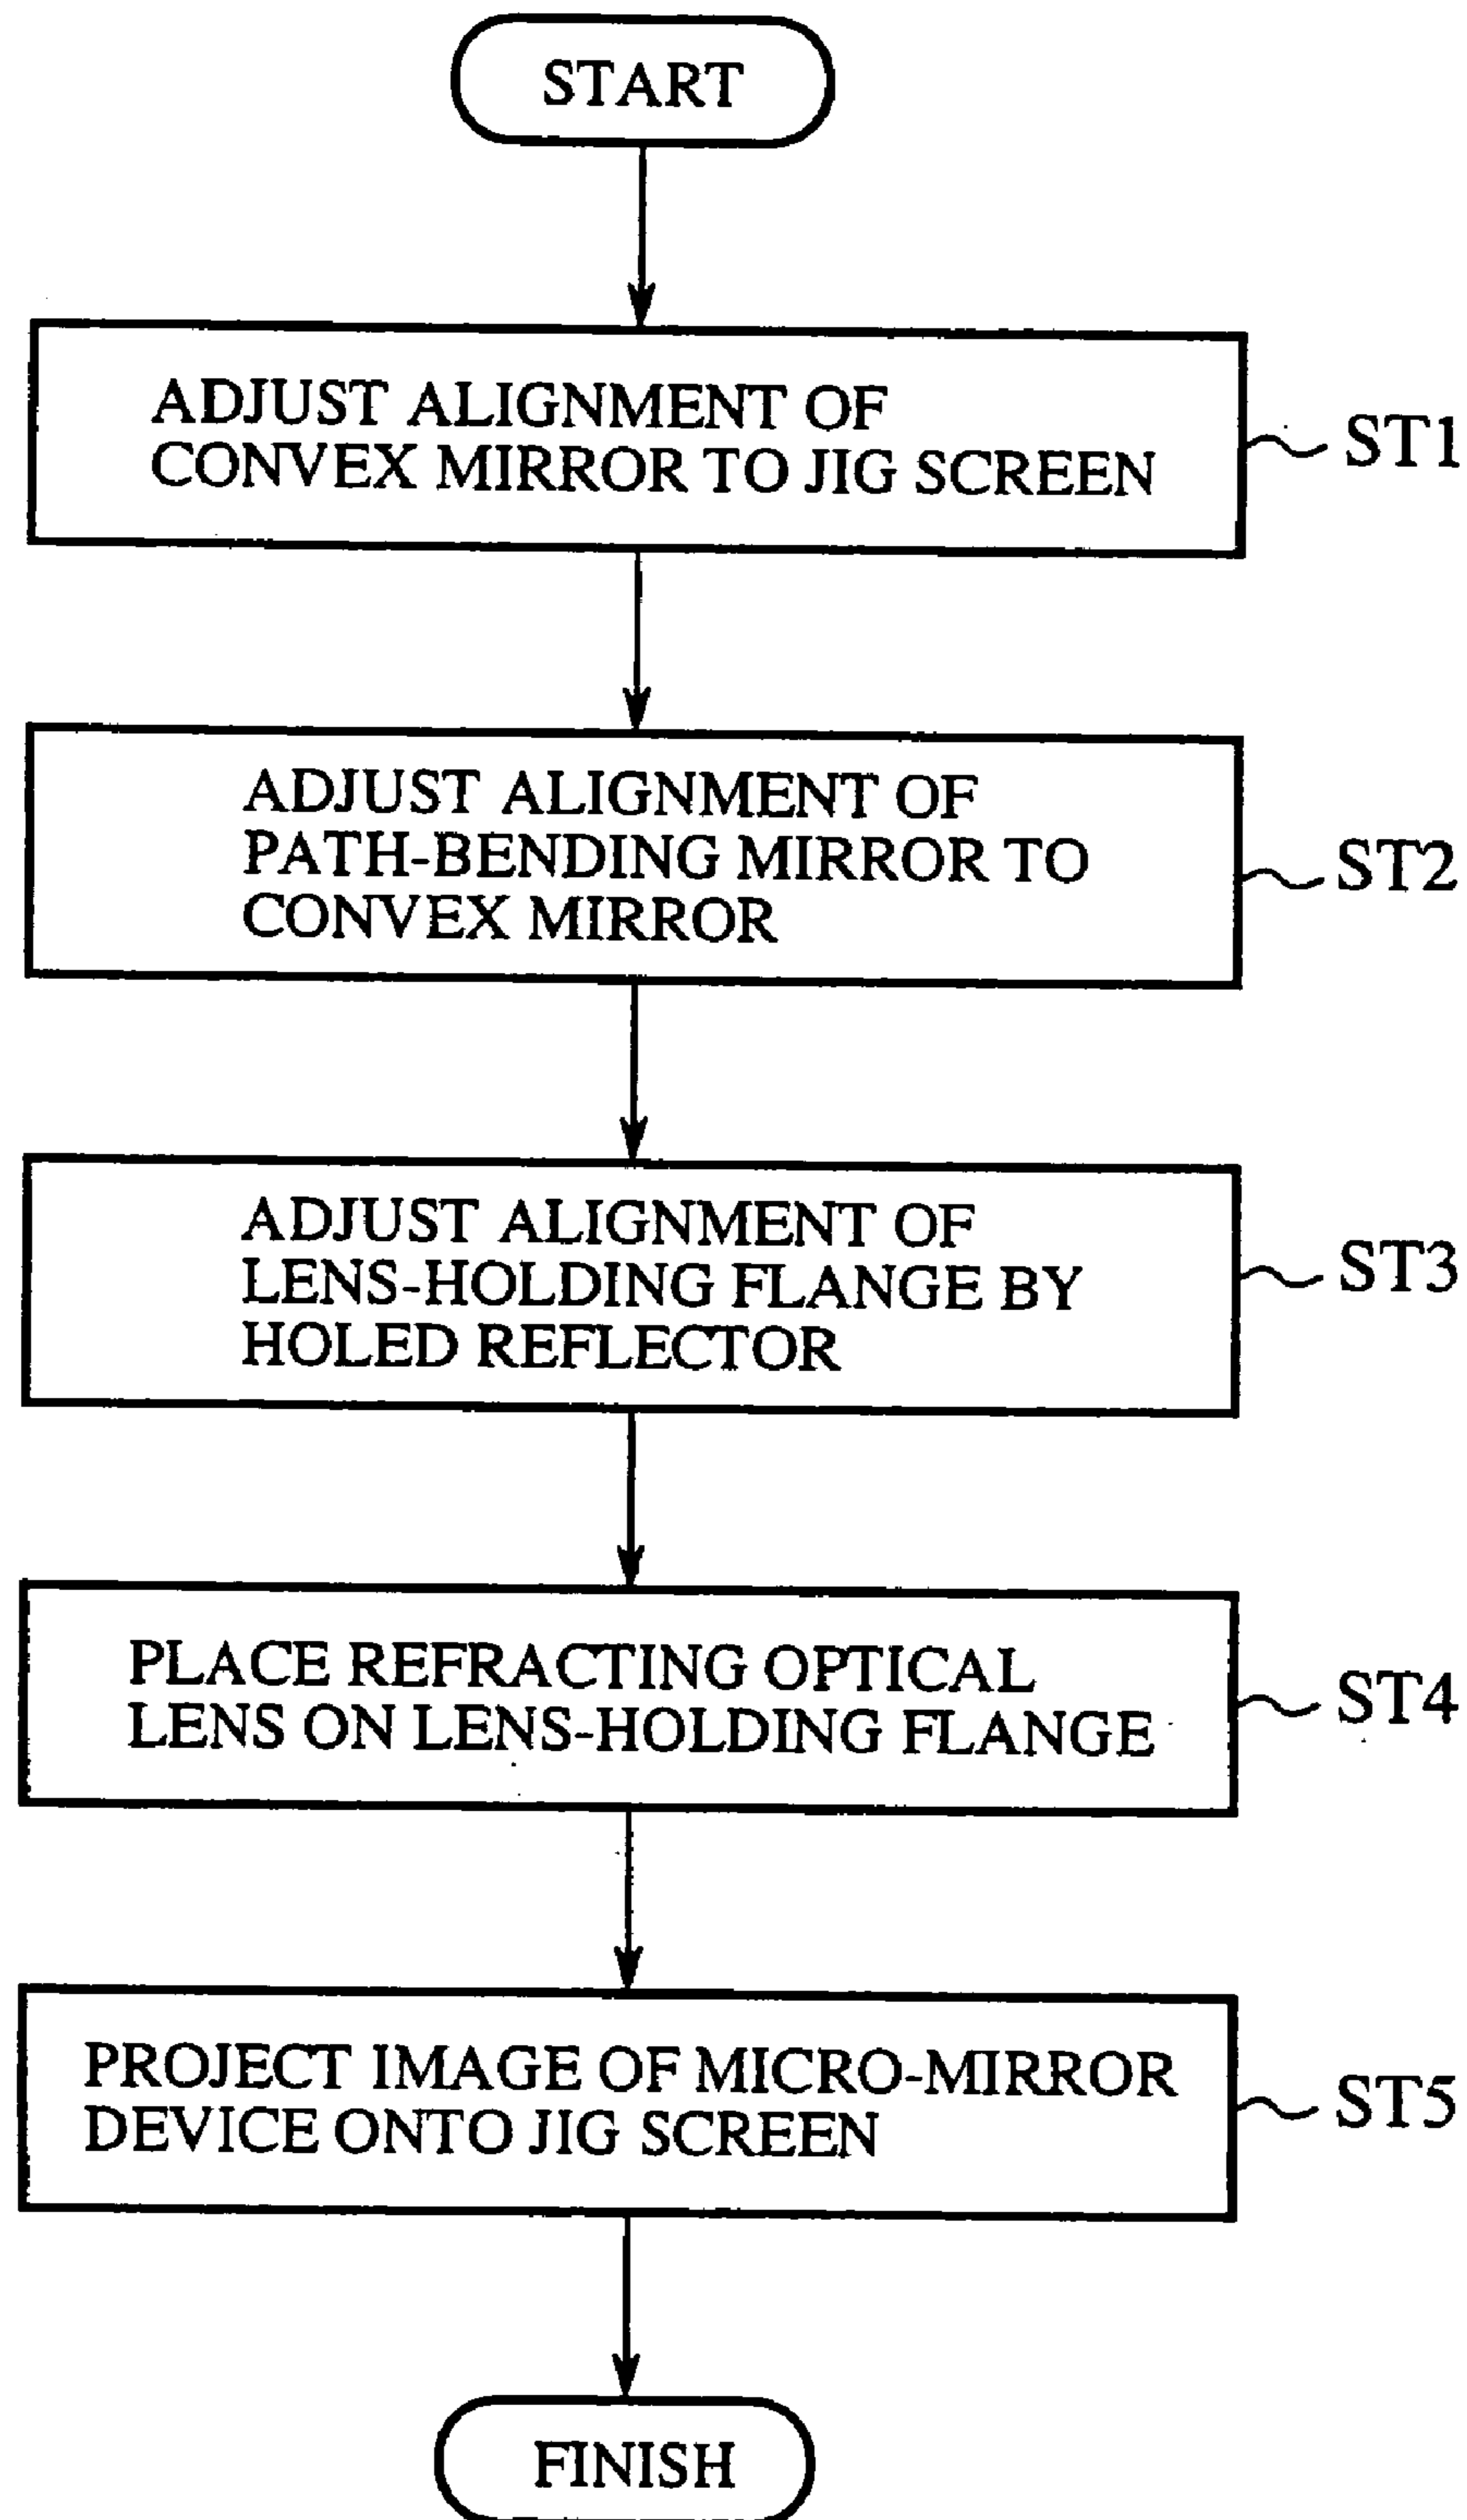 START
ADJUST ALIGNMENT OF
CONVEX MIRROR TO JIG SCREEN
ST1
ADJUST ALIGNMENT OF
PATH-BENDING MIRROR TO
CONVEX MIRROR
ST2
ADJUST ALIGNMENT OF
LENS-HOLDING FLANGE BY
HOLED REFLECTOR
ST3
PLACE REFRACTING OPTICAL
LENS ON LENS-HOLDING FLANGE
ST4
PROJECT IMAGE OF MICRO-MIRROR
DEVICE ONTO JIG SCREEN
ST5
FINISH